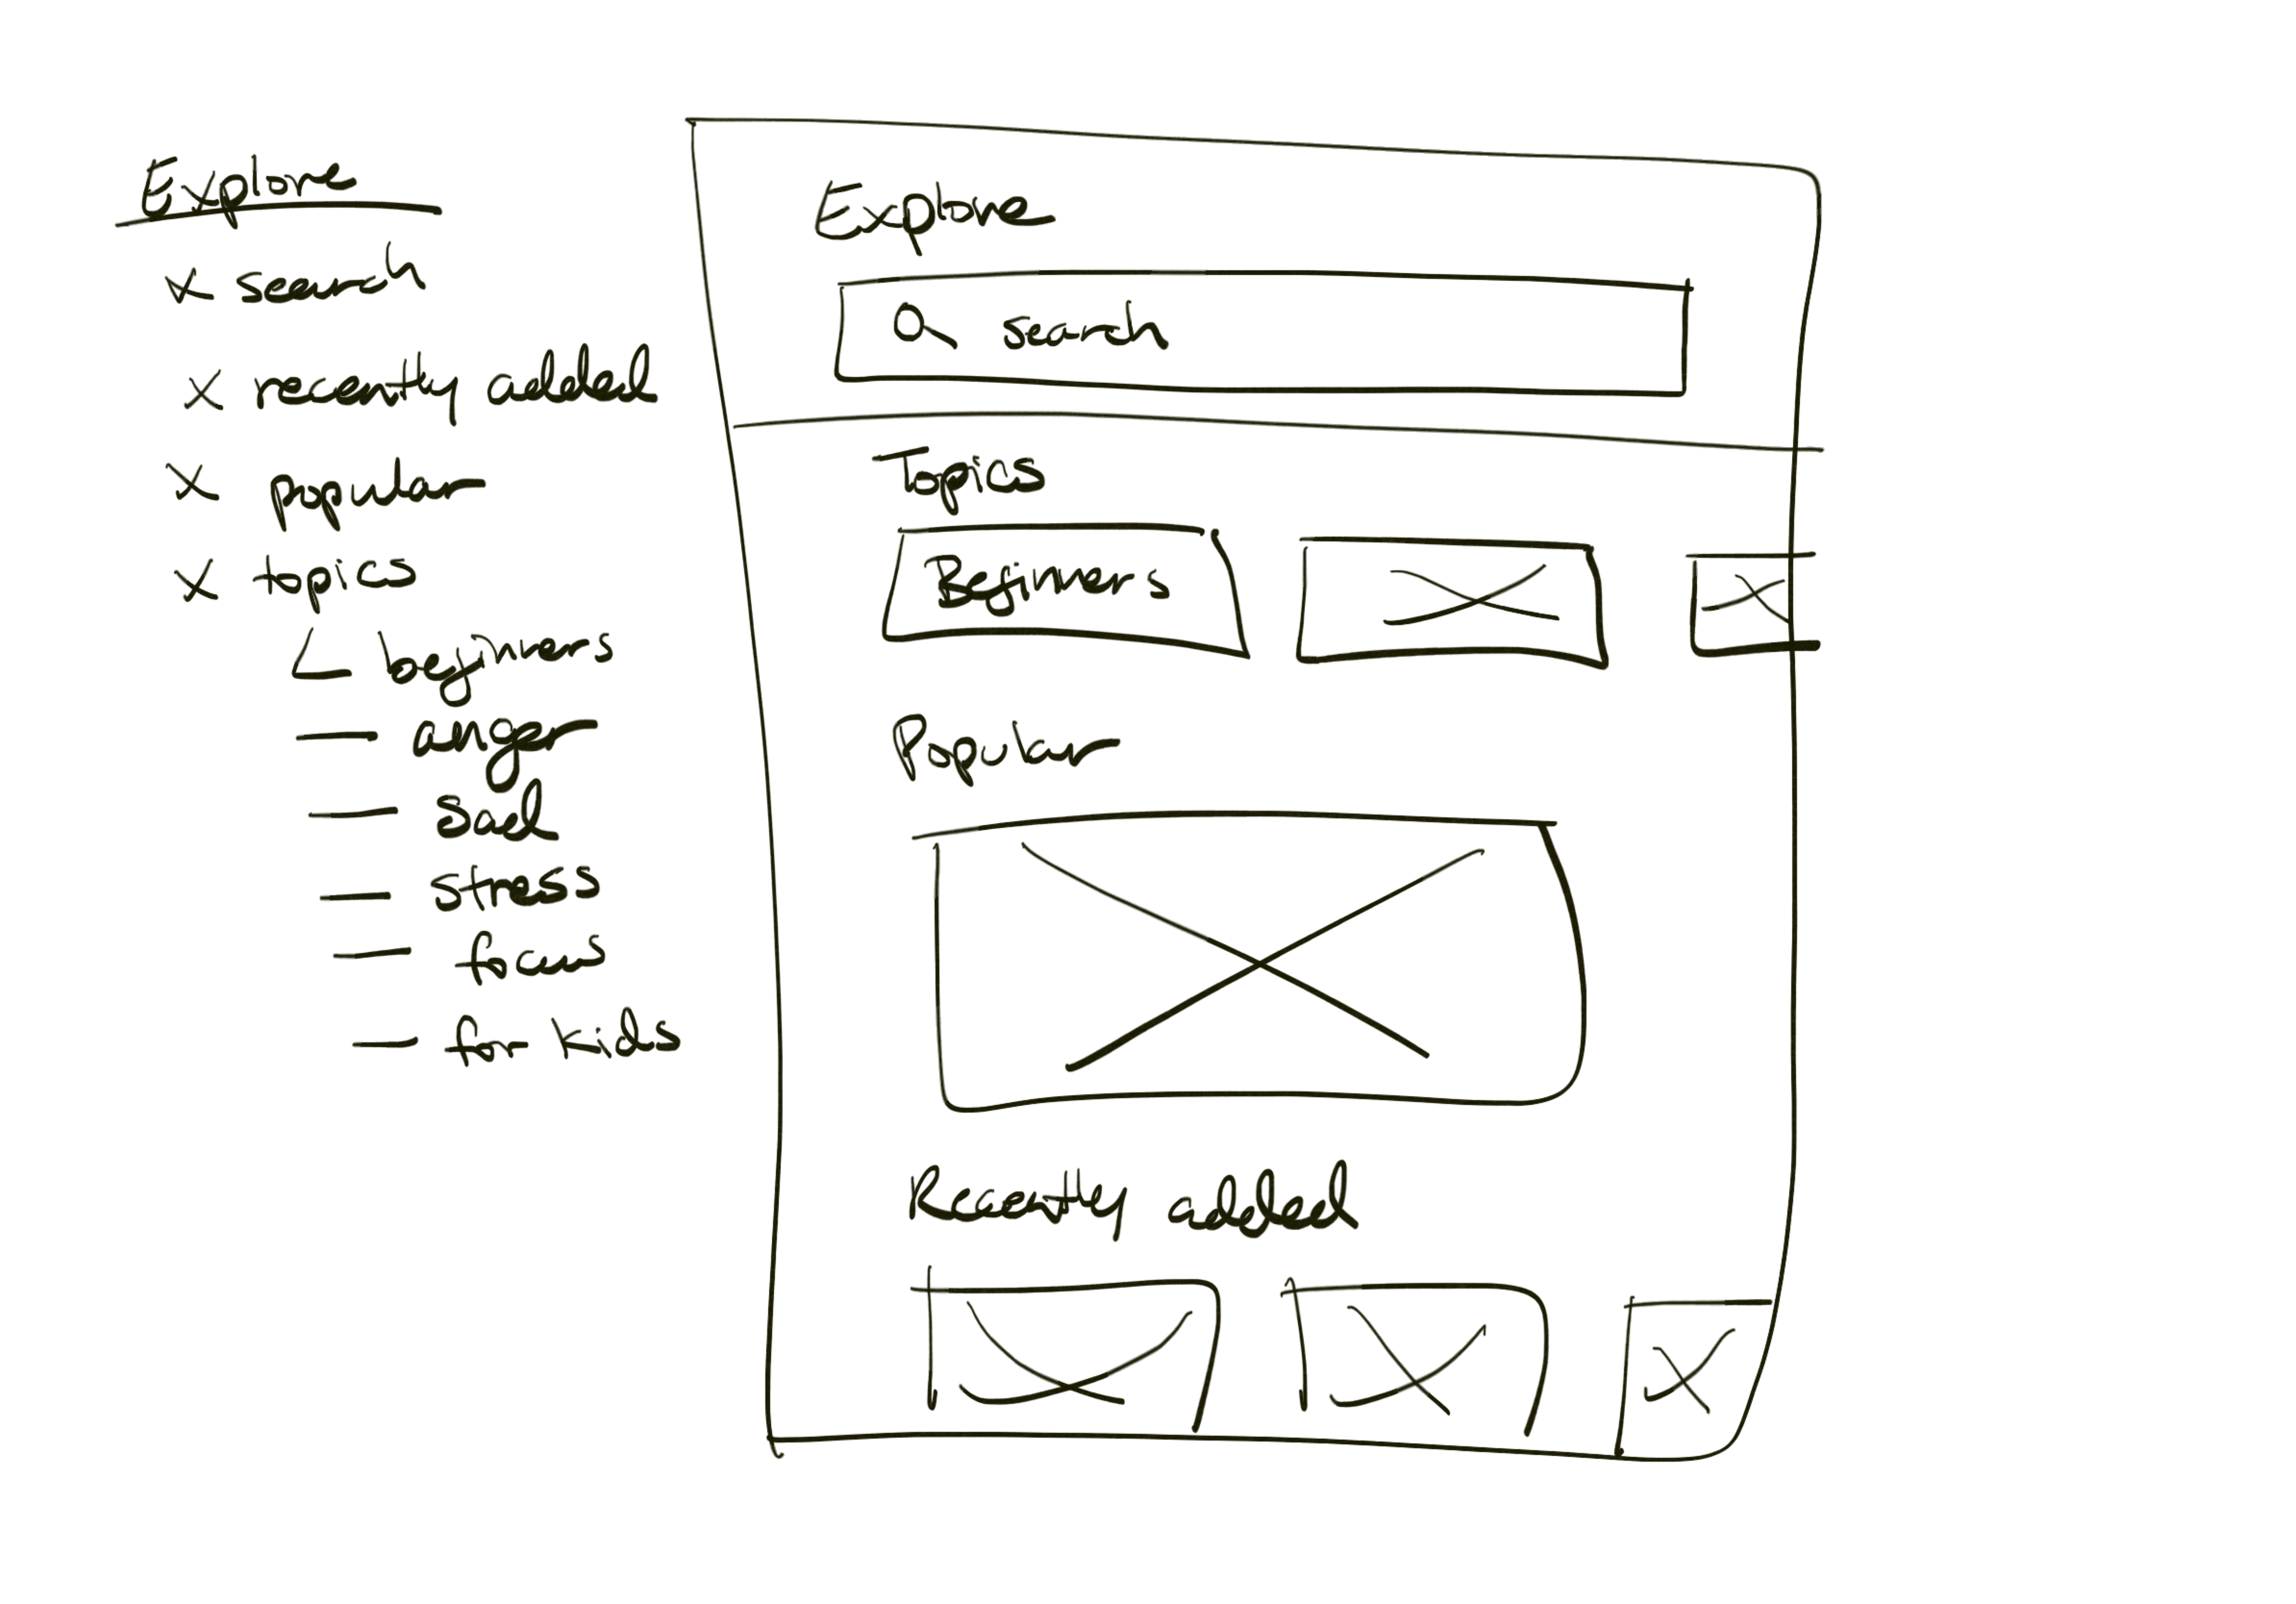 Explore
x search
x recently added
x popular
x topics
beginners
— anger
— sad
— stress
— focus
— for kids
Explore
search
Topics
Beginners
Popular
Recently added